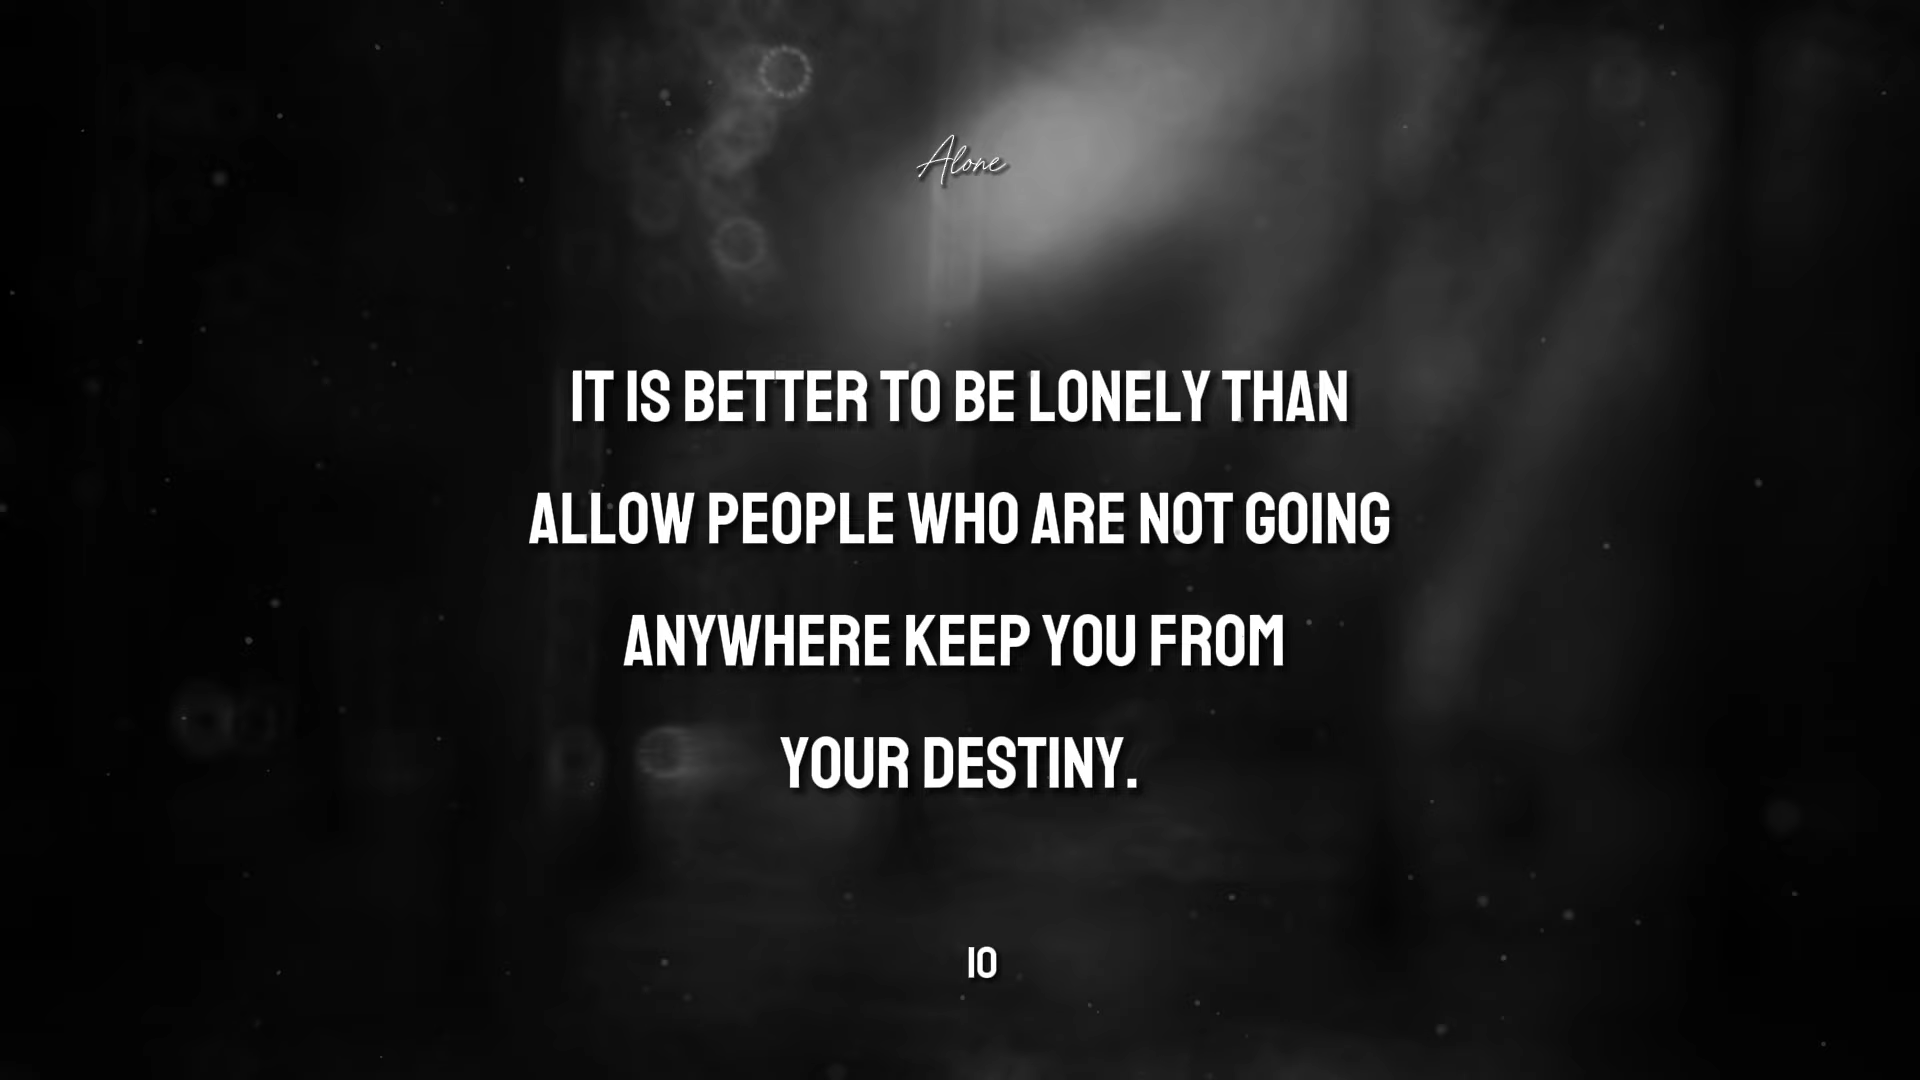 Alone
IT IS BETTER TO BE LONELY THAN
ALLOW PEOPLE WHO ARE NOT GOING
ANYWHERE KEEP YOU FROM
YOUR DESTINY.
10